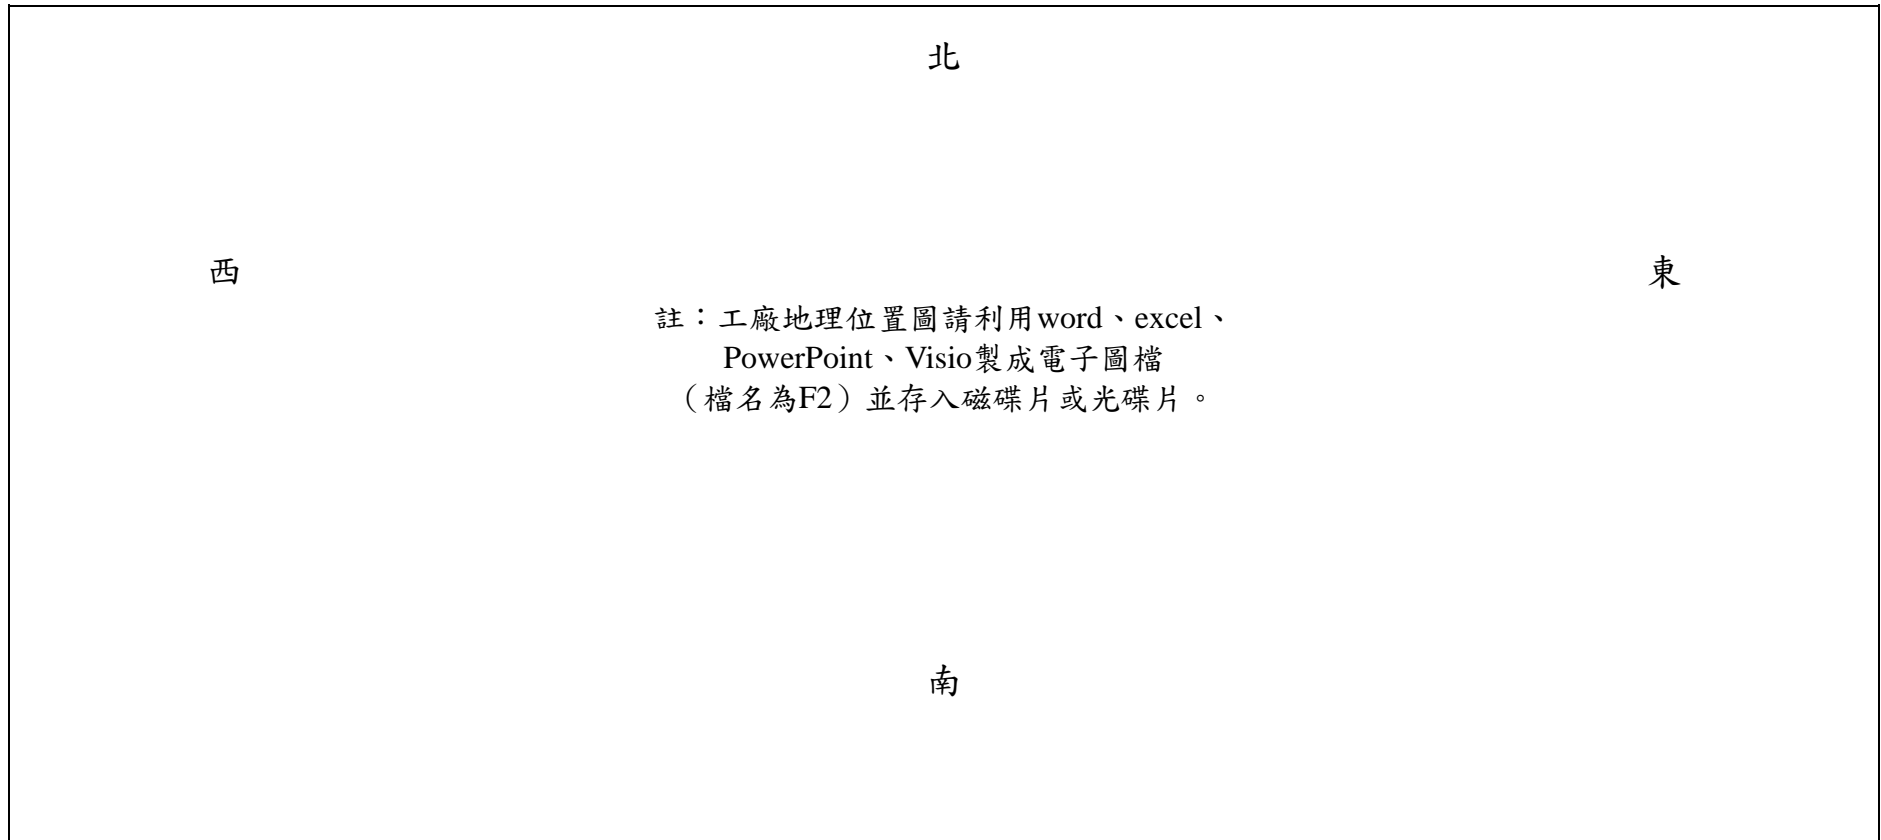 北
西
東
註：工廠地理位置圖請利用word、excel、
PowerPoint、Visio製成電子圖檔
（檔名為F2）並存入磁碟片或光碟片。
南